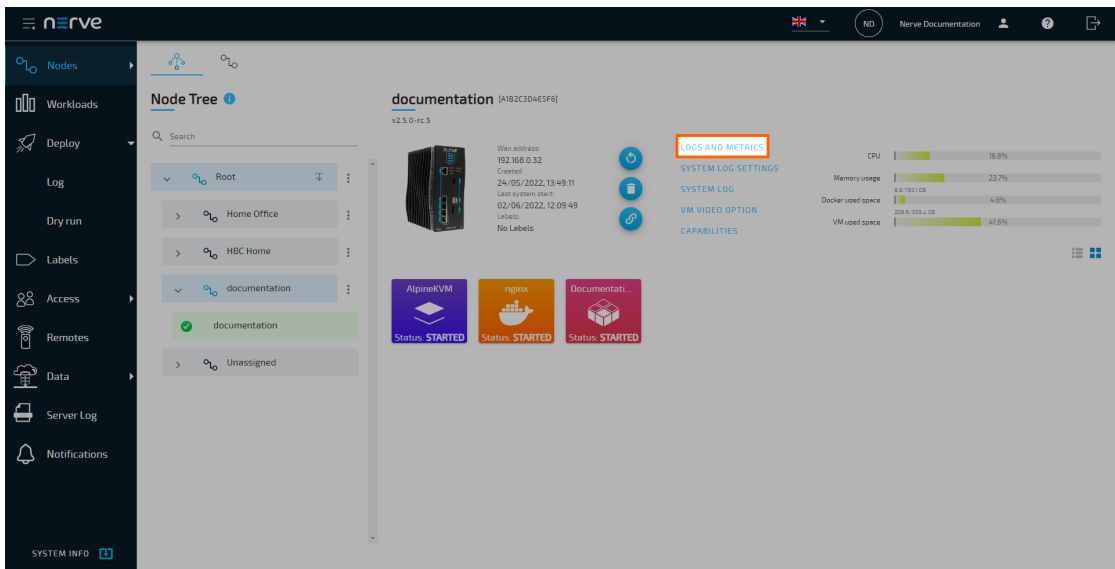 nerve
ND
Nerve Documentation
Nodes
Workloads
Deploy
Log
Dry run
Labels
Access
Remotes
Data
Server Log
Notifications
SYSTEM INFO
Node Tree
Search
Root
Home Office
HBC Home
documentation
documentation
Unassigned
documentation [A1B2C3D4E5F6]
v2.5.0-rc.5
Wan address:
192.168.0.32
Created:
24/05/2022, 13:49:11
Last system start:
02/06/2022, 12:09:49
Labels:
No Labels
LOGS AND METRICS
SYSTEM LOG SETTINGS
SYSTEM LOG
VM VIDEO OPTION
CAPABILITIES
CPU 16.8%
Memory usage 23.7%
Docker used space 4.6%
VM used space 41.6%
AlpineKVM
Status: STARTED
nginx
Status: STARTED
Documentati...
Status: STARTED